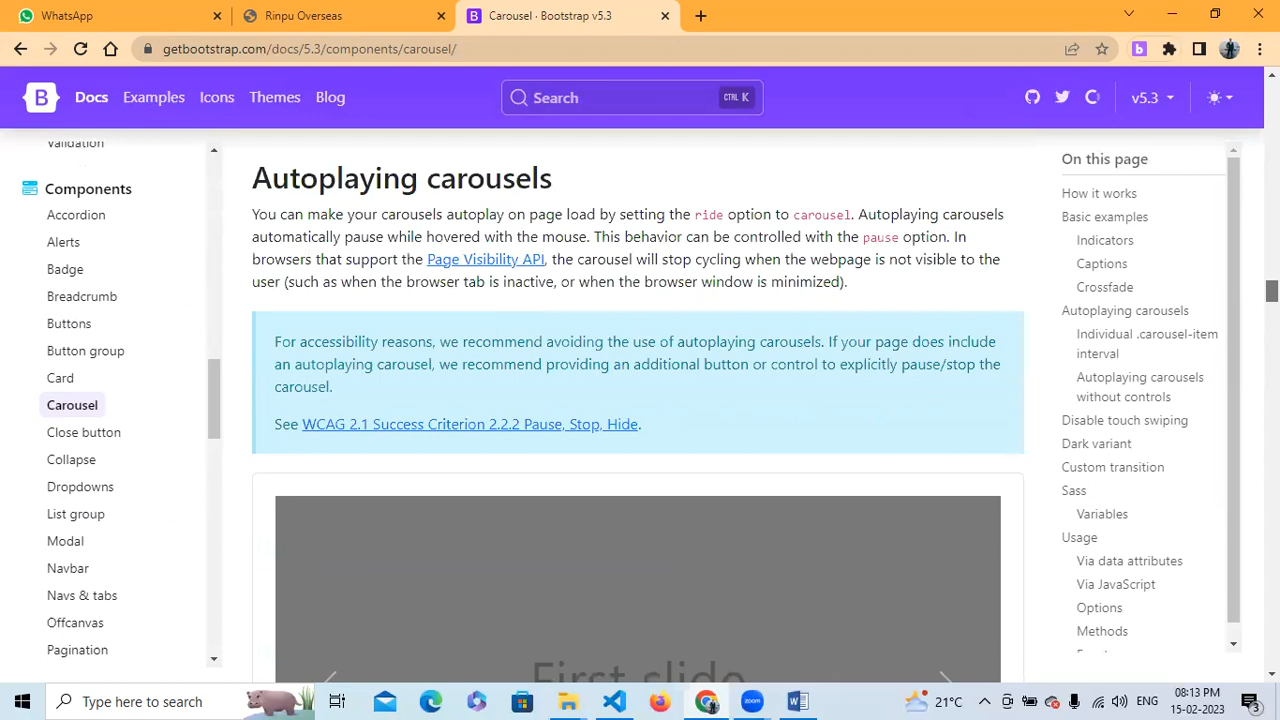 WhatsApp
Rinpu Overseas
Carousel · Bootstrap v5.3
getbootstrap.com/docs/5.3/components/carousel/
B Docs Examples Icons Themes Blog
Search
CTRL K
v5.3
Validation
Components
Accordion
Alerts
Badge
Breadcrumb
Buttons
Button group
Card
Carousel
Close button
Collapse
Dropdowns
List group
Modal
Navbar
Navs & tabs
Offcanvas
Pagination
Autoplaying carousels
You can make your carousels autoplay on page load by setting the ride option to carousel. Autoplaying carousels
automatically pause while hovered with the mouse. This behavior can be controlled with the pause option. In
browsers that support the Page Visibility API, the carousel will stop cycling when the webpage is not visible to the
user (such as when the browser tab is inactive, or when the browser window is minimized).
For accessibility reasons, we recommend avoiding the use of autoplaying carousels. If your page does include
an autoplaying carousel, we recommend providing an additional button or control to explicitly pause/stop the
carousel.
See WCAG 2.1 Success Criterion 2.2.2 Pause, Stop, Hide.
First slide
On this page
How it works
Basic examples
Indicators
Captions
Crossfade
Autoplaying carousels
Individual .carousel-item
interval
Autoplaying carousels
without controls
Disable touch swiping
Dark variant
Custom transition
Sass
Variables
Usage
Via data attributes
Via JavaScript
Options
Methods
Type here to search
21°C
ENG
08:13 PM
15-02-2023
3